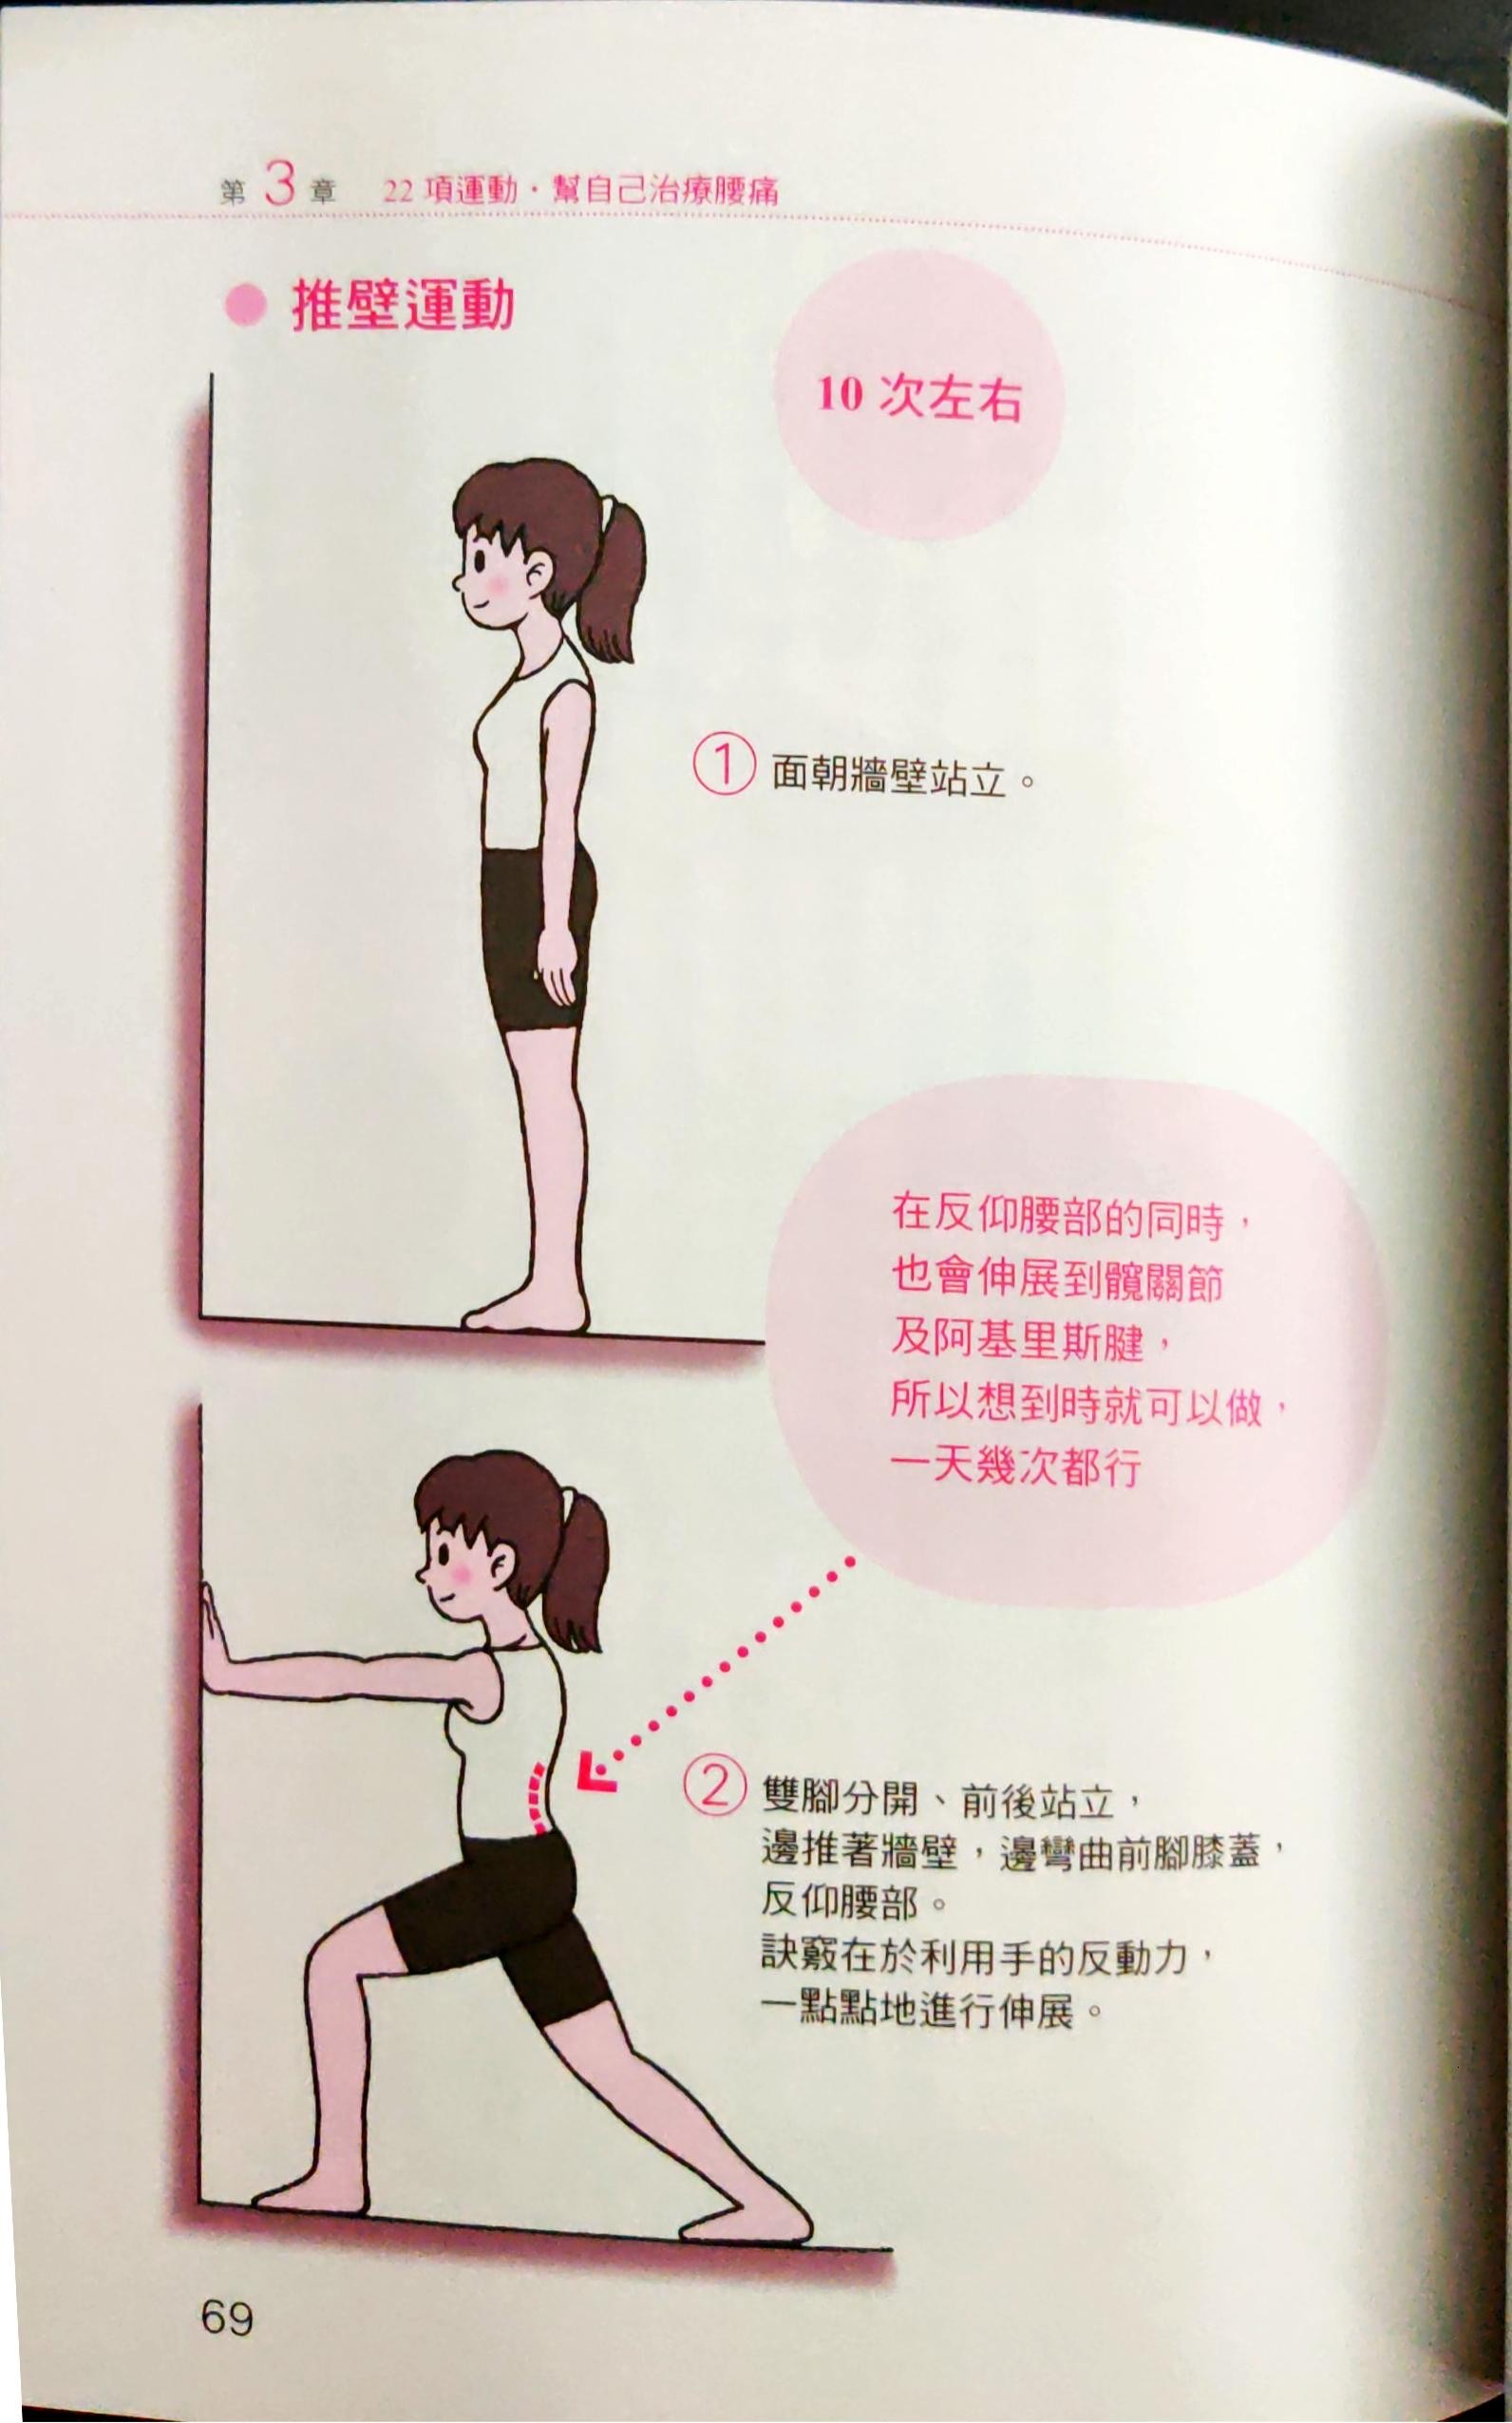 第3章 22項運動・幫自己治療腰痛
● 推壁運動
10 次左右
① 面朝牆壁站立。
在反仰腰部的同時，
也會伸展到髖關節
及阿基里斯腱，
所以想到時就可以做，
一天幾次都行
② 雙腳分開、前後站立，
邊推著牆壁，邊彎曲前腳膝蓋，
反仰腰部。
訣竅在於利用手的反動力，
一點點地進行伸展。
69